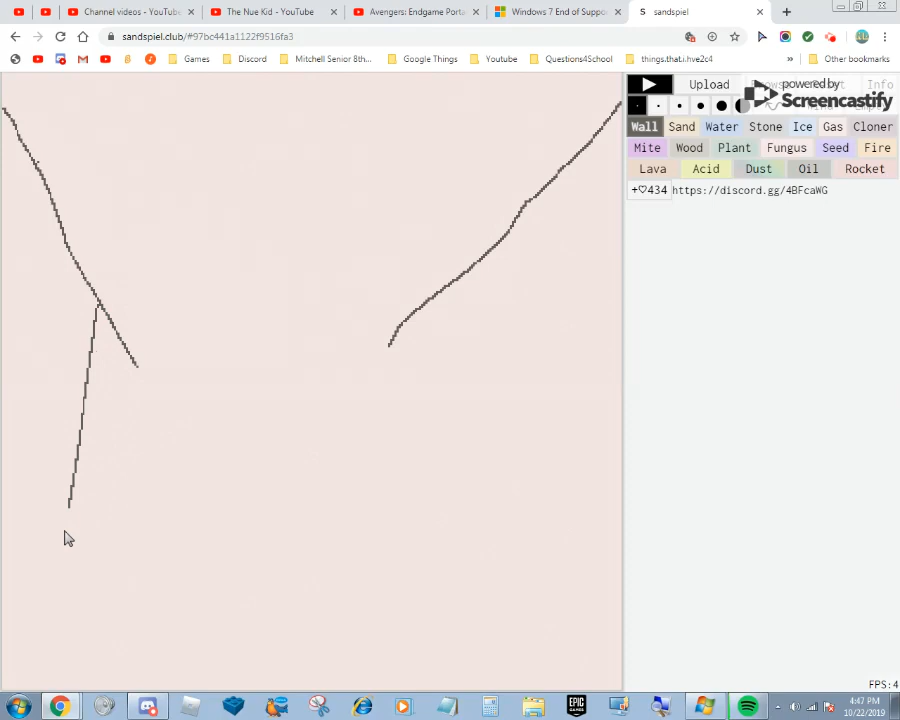 Channel videos - YouTube
The Nue Kid - YouTube
Avengers: Endgame Porta
Windows 7 End of Suppo
sandspiel
sandspiel.club/#97bc441a1122f9516fa3
Games
Discord
Mitchell Senior 8th...
Google Things
Youtube
Questions4School
things.that.i.hve2c4
Other bookmarks
Upload
Info
powered by
Screencastify
Wall Sand Water Stone Ice Gas Cloner
Mite Wood Plant Fungus Seed Fire
Lava Acid Dust Oil Rocket
+♡434 https://discord.gg/4BFcaWG
FPS:4
EPIC
GAMES
4:47 PM
10/22/2019